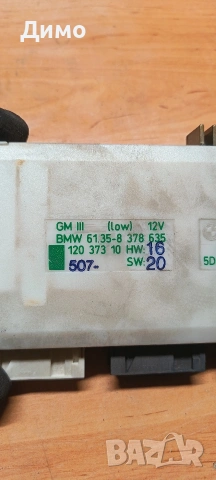 Димо
GM III (low) 12V
BMW 61.35-8 378 635
120 373 10 HW: 16
507- SW: 20
5D
bazar